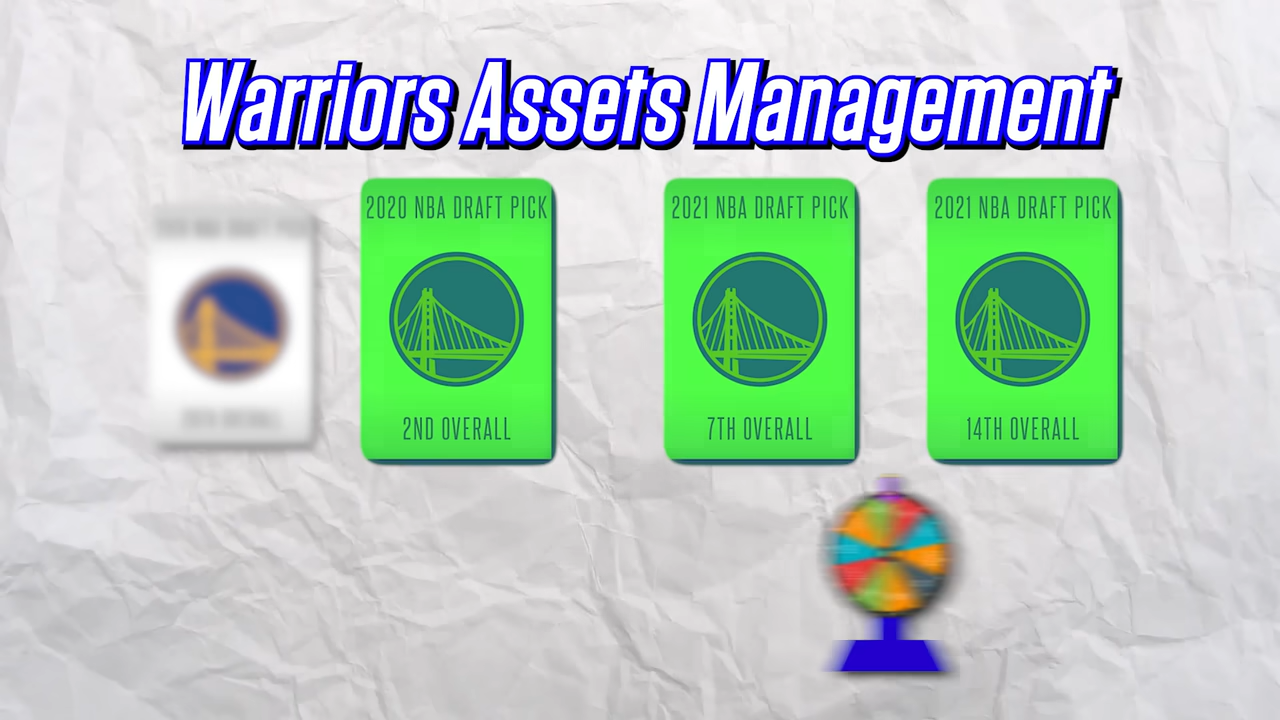 Warriors Assets Management
2020 NBA DRAFT PICK
2ND OVERALL
2021 NBA DRAFT PICK
7TH OVERALL
2021 NBA DRAFT PICK
14TH OVERALL